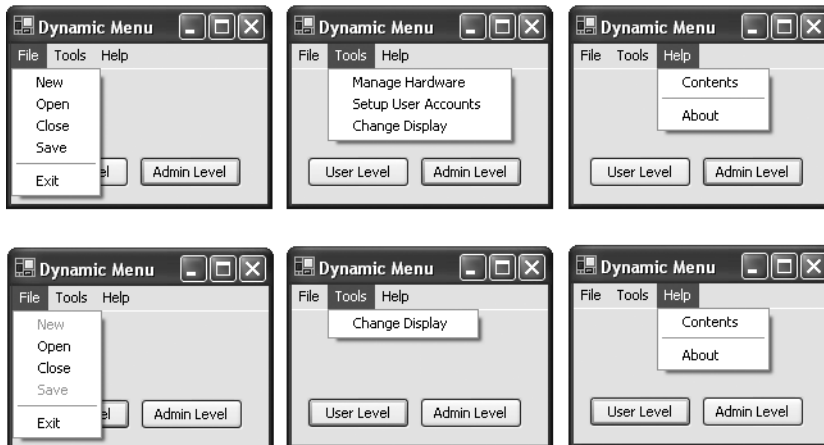 Dynamic Menu
File Tools Help
New
Open
Close
Save
Exit
el
Admin Level
Dynamic Menu
File Tools Help
Manage Hardware
Setup User Accounts
Change Display
User Level
Admin Level
Dynamic Menu
File Tools Help
Contents
About
User Level
Admin Level
Dynamic Menu
File Tools Help
New
Open
Close
Save
Exit
el
Admin Level
Dynamic Menu
File Tools Help
Change Display
User Level
Admin Level
Dynamic Menu
File Tools Help
Contents
About
User Level
Admin Level